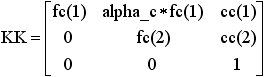 KK = [ fc(1) alpha_c*fc(1) cc(1)
0 fc(2) cc(2)
0 0 1 ]